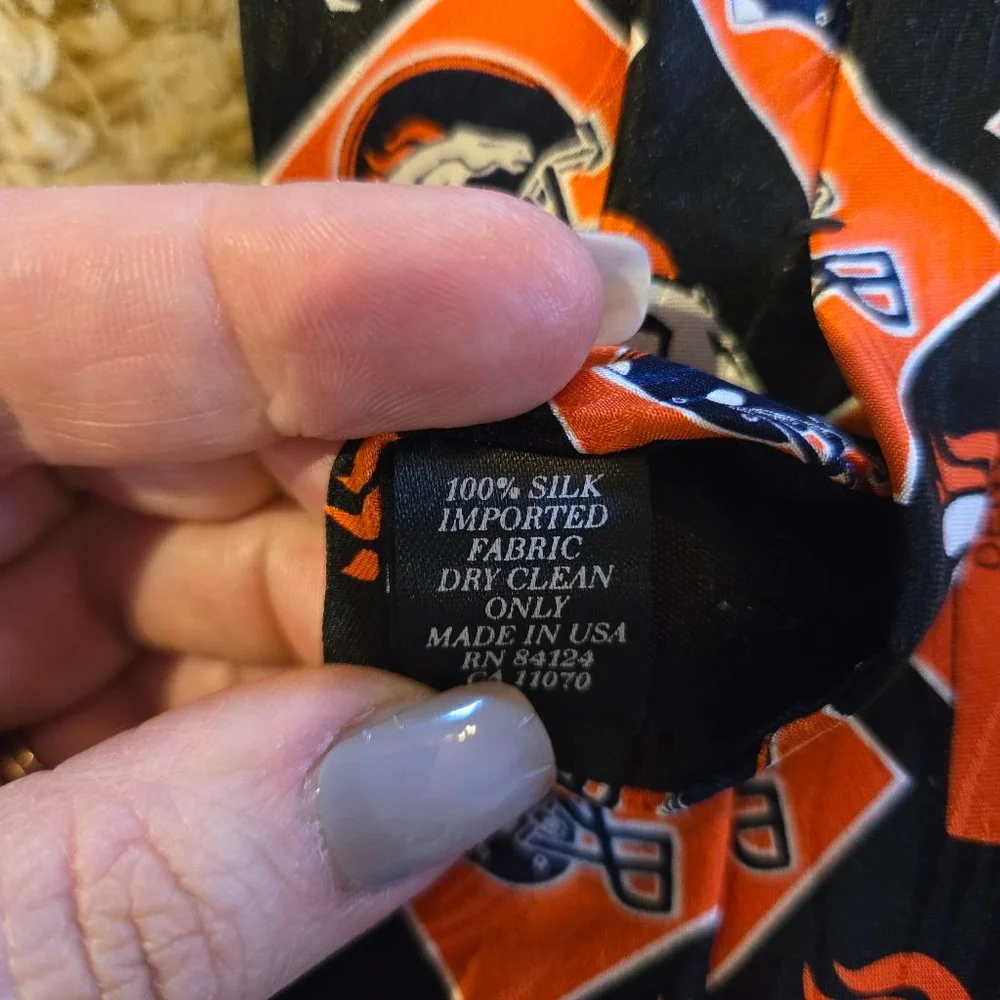 100% SILK
IMPORTED
FABRIC
DRY CLEAN
ONLY
MADE IN USA
RN 84124
CA 11070